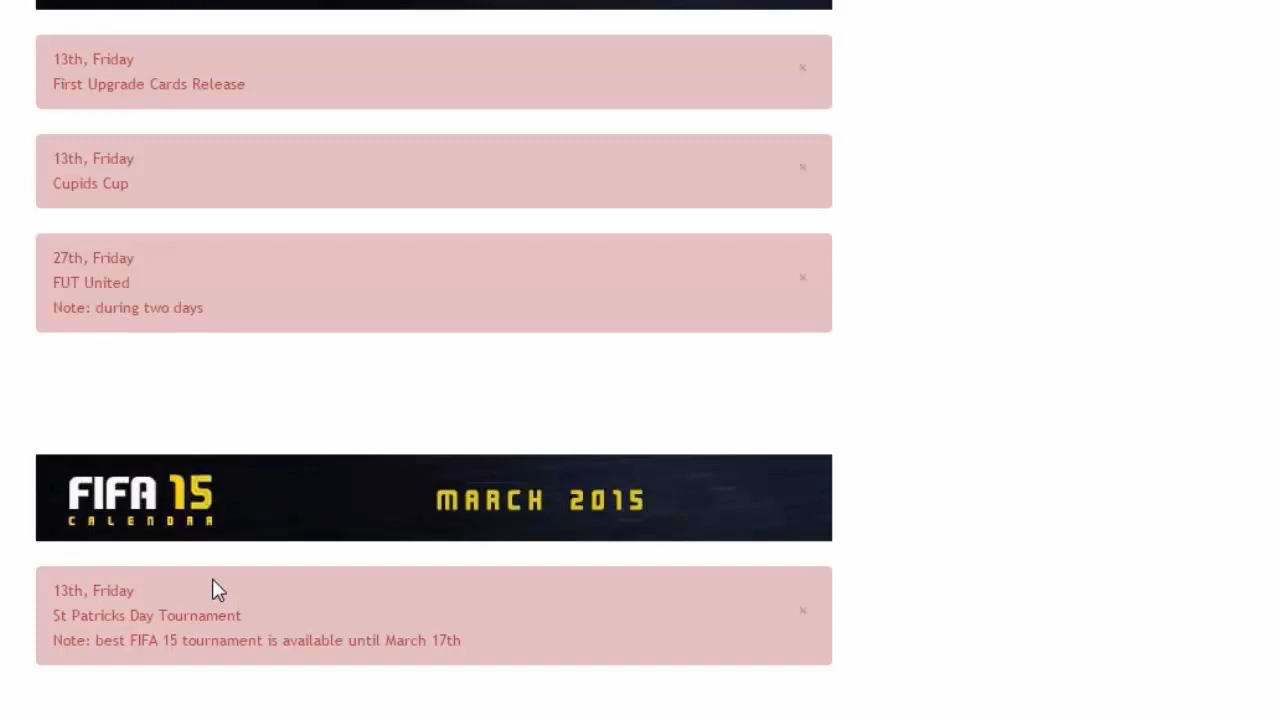 13th, Friday
First Upgrade Cards Release
13th, Friday
Cupids Cup
27th, Friday
FUT United
Note: during two days
FIFA 15
CALENDAR
MARCH 2015
13th, Friday
St Patricks Day Tournament
Note: best FIFA 15 tournament is available until March 17th